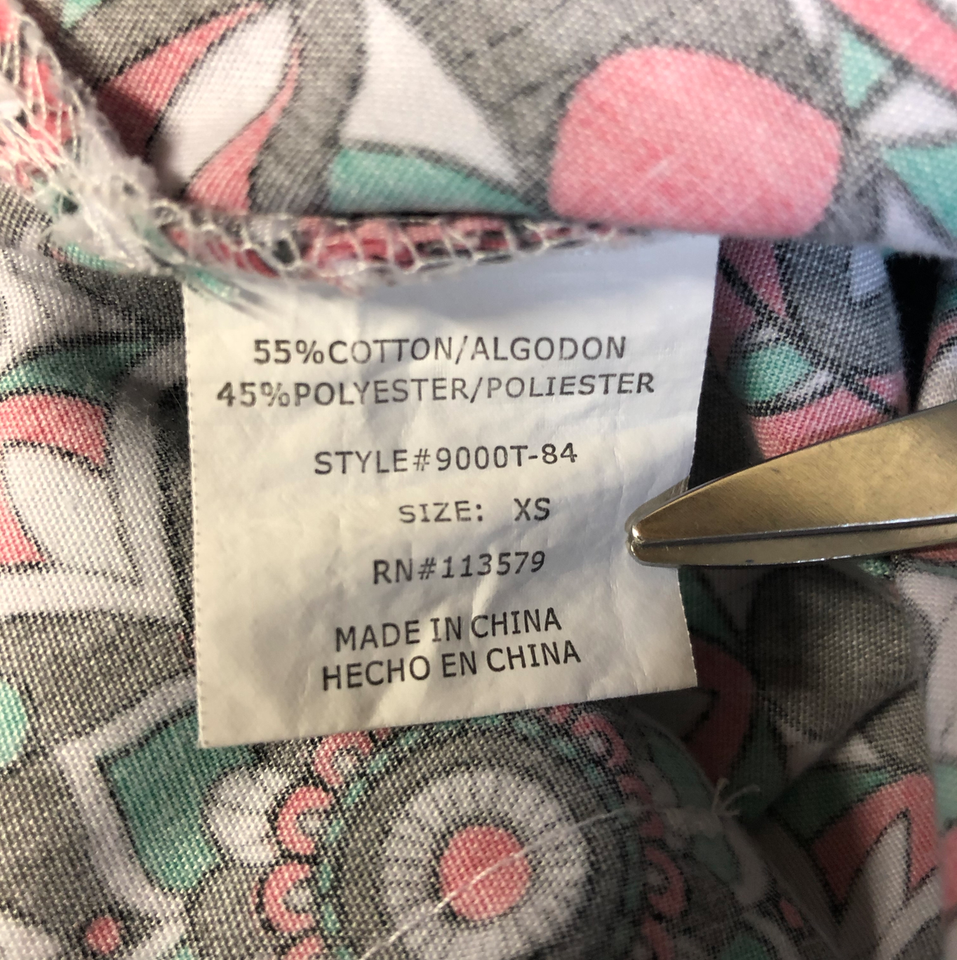 55%COTTON/ALGODON
45%POLYESTER/POLIESTER
STYLE#9000T-84
SIZE: XS
RN#113579
MADE IN CHINA
HECHO EN CHINA